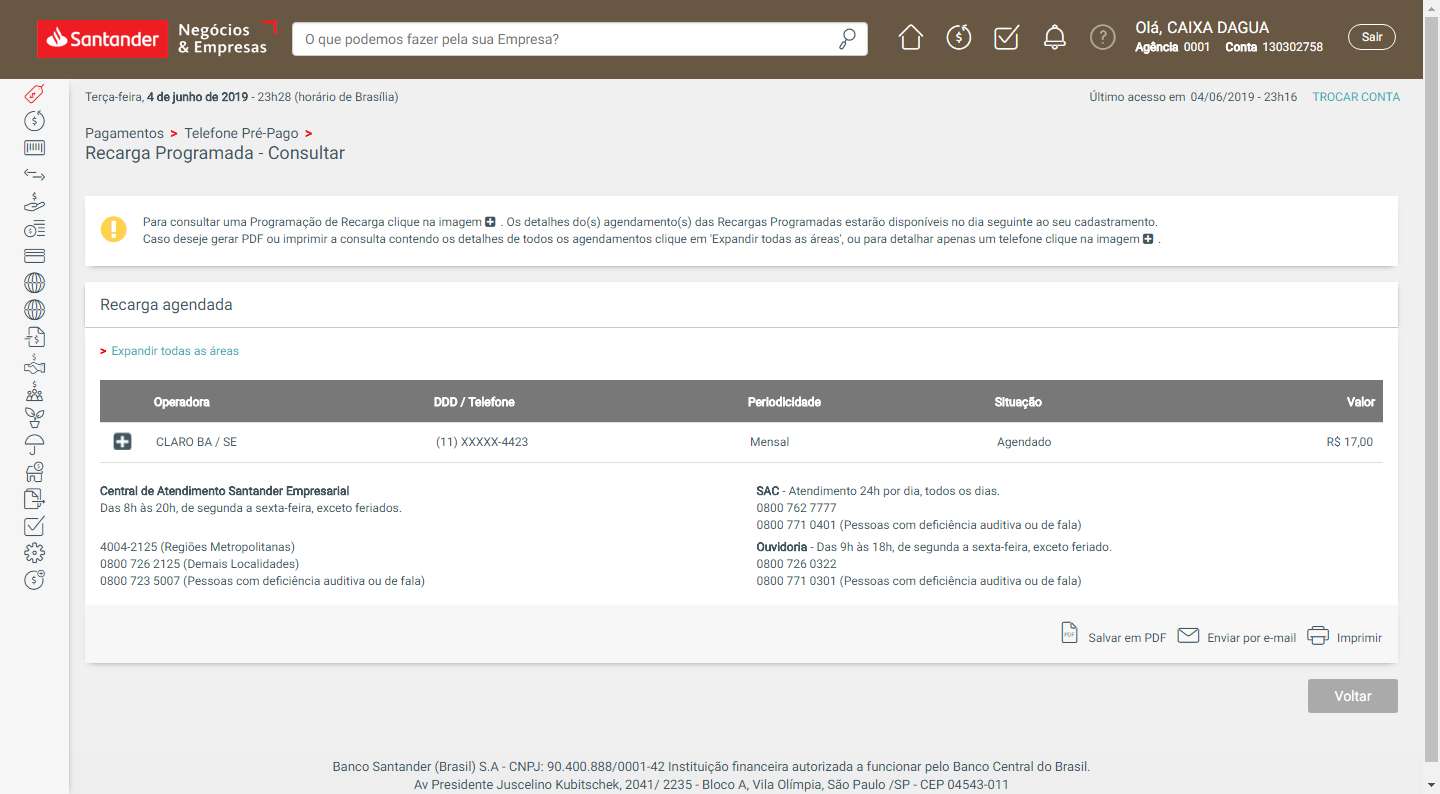 Santander
Negócios
& Empresas
O que podemos fazer pela sua Empresa?
?
Olá, CAIXA DAGUA
Agência 0001 Conta 130302758
Sair
Terça-feira, 4 de junho de 2019 - 23h28 (horário de Brasília)
Último acesso em 04/06/2019 - 23h16 TROCAR CONTA
Pagamentos > Telefone Pré-Pago >
Recarga Programada - Consultar
Para consultar uma Programação de Recarga clique na imagem + . Os detalhes do(s) agendamento(s) das Recargas Programadas estarão disponíveis no dia seguinte ao seu cadastramento.
Caso deseje gerar PDF ou imprimir a consulta contendo os detalhes de todos os agendamentos clique em 'Expandir todas as áreas', ou para detalhar apenas um telefone clique na imagem + .
Recarga agendada
> Expandir todas as áreas
Operadora DDD / Telefone Periodicidade Situação Valor
CLARO BA / SE (11) XXXXX-4423 Mensal Agendado R$ 17,00
Central de Atendimento Santander Empresarial
Das 8h às 20h, de segunda a sexta-feira, exceto feriados.
4004-2125 (Regiões Metropolitanas)
0800 726 2125 (Demais Localidades)
0800 723 5007 (Pessoas com deficiência auditiva ou de fala)
SAC - Atendimento 24h por dia, todos os dias.
0800 762 7777
0800 771 0401 (Pessoas com deficiência auditiva ou de fala)
Ouvidoria - Das 9h às 18h, de segunda a sexta-feira, exceto feriado.
0800 726 0322
0800 771 0301 (Pessoas com deficiência auditiva ou de fala)
PDF Salvar em PDF Enviar por e-mail Imprimir
Voltar
Banco Santander (Brasil) S.A - CNPJ: 90.400.888/0001-42 Instituição financeira autorizada a funcionar pelo Banco Central do Brasil.
Av Presidente Juscelino Kubitschek, 2041/ 2235 - Bloco A, Vila Olímpia, São Paulo /SP - CEP 04543-011